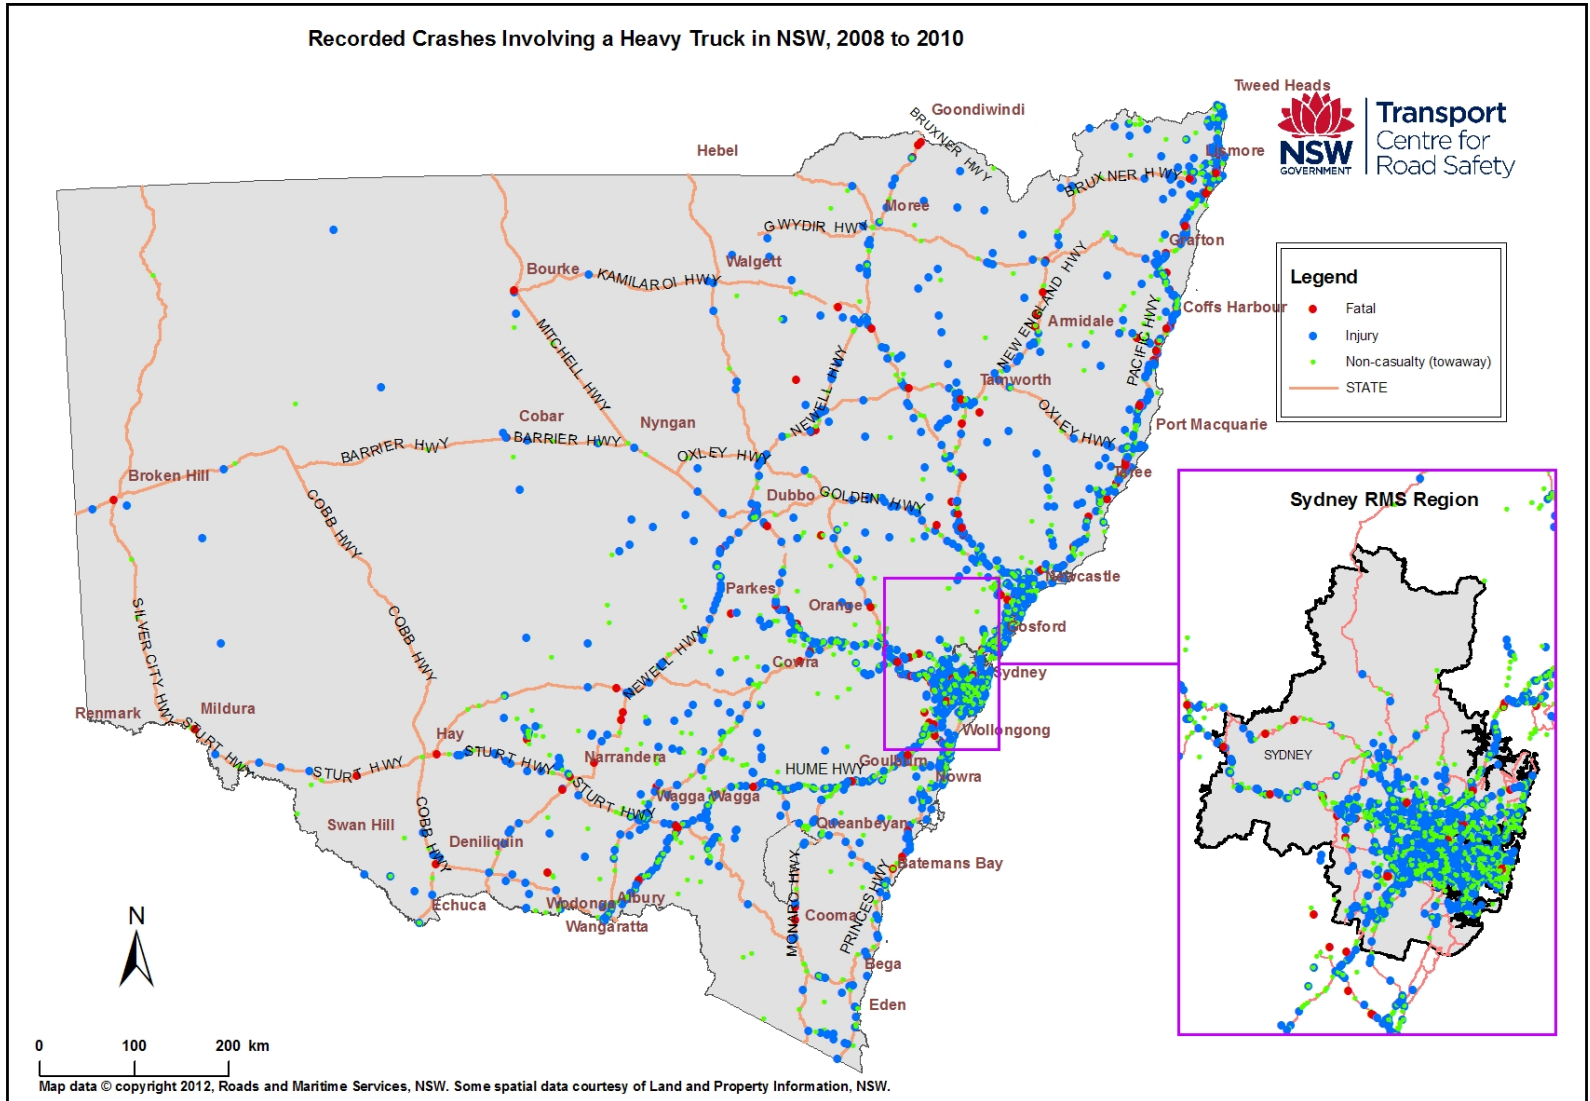 Recorded Crashes Involving a Heavy Truck in NSW, 2008 to 2010
Tweed Heads
Goondiwindi
BRUXNER HWY
Hebel
Lismore
NSW
GOVERNMENT
Transport
Centre for
Road Safety
BRUXNER HWY
Moree
GWYDIR HWY
Grafton
Walgett
Bourke
KAMILAROI HWY
NEW ENGLAND HWY
Legend
Fatal
Injury
Non-casualty (towaway)
STATE
Coffs Harbour
Armidale
PACIFIC HWY
MITCHELL HWY
NEWELL HWY
Tamworth
OXLEY HWY
Cobar
Nyngan
Port Macquarie
BARRIER HWY
BARRIER HWY
OXLEY HWY
Broken Hill
Taree
COBB HWY
Dubbo
GOLDEN HWY
Sydney RMS Region
Newcastle
Parkes
Orange
SILVER CITY HWY
COBB HWY
Gosford
NEWELL HWY
Cowra
Sydney
Renmark
Mildura
STURT HWY
Hay
Wollongong
SYDNEY
STURT HWY
STURT HWY
Narrandera
HUME HWY
Goulburn
Nowra
STURT HWY
Wagga Wagga
COBB HWY
Swan Hill
Deniliquin
Queanbeyan
Batemans Bay
MONARO HWY
PRINCES HWY
Echuca
Wodonga
Albury
Wangaratta
Cooma
N
Bega
Eden
0 100 200 km
Map data © copyright 2012, Roads and Maritime Services, NSW. Some spatial data courtesy of Land and Property Information, NSW.